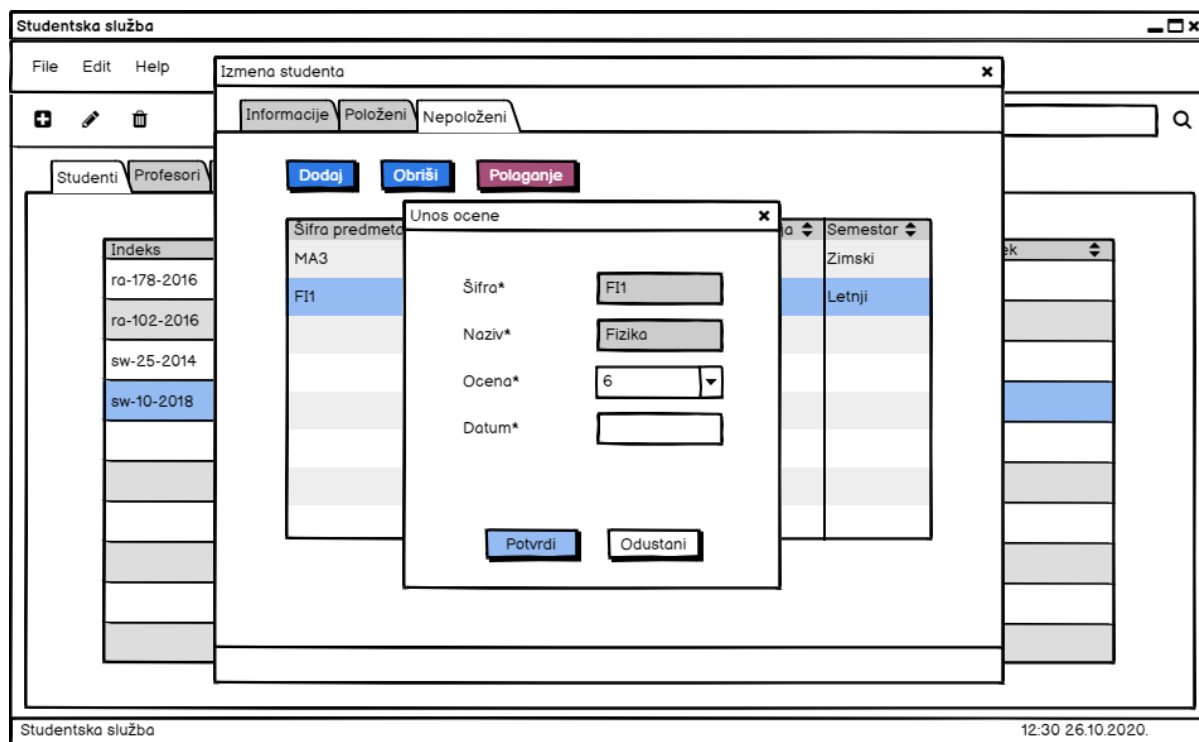 Studentska služba
File Edit Help
Izmena studenta
Informacije Položeni Nepoloženi
Studenti Profesori
Dodaj Obriši Polaganje
Unos ocene
Šifra predmeta Semestar
Indeks
MA3 Zimski
ra-178-2016
Šifra* FI1
FI1 Letnji
ra-102-2016
Naziv* Fizika
sw-25-2014
Ocena* 6
sw-10-2018
Datum*
Potvrdi Odustani
Studentska služba 12:30 26.10.2020.